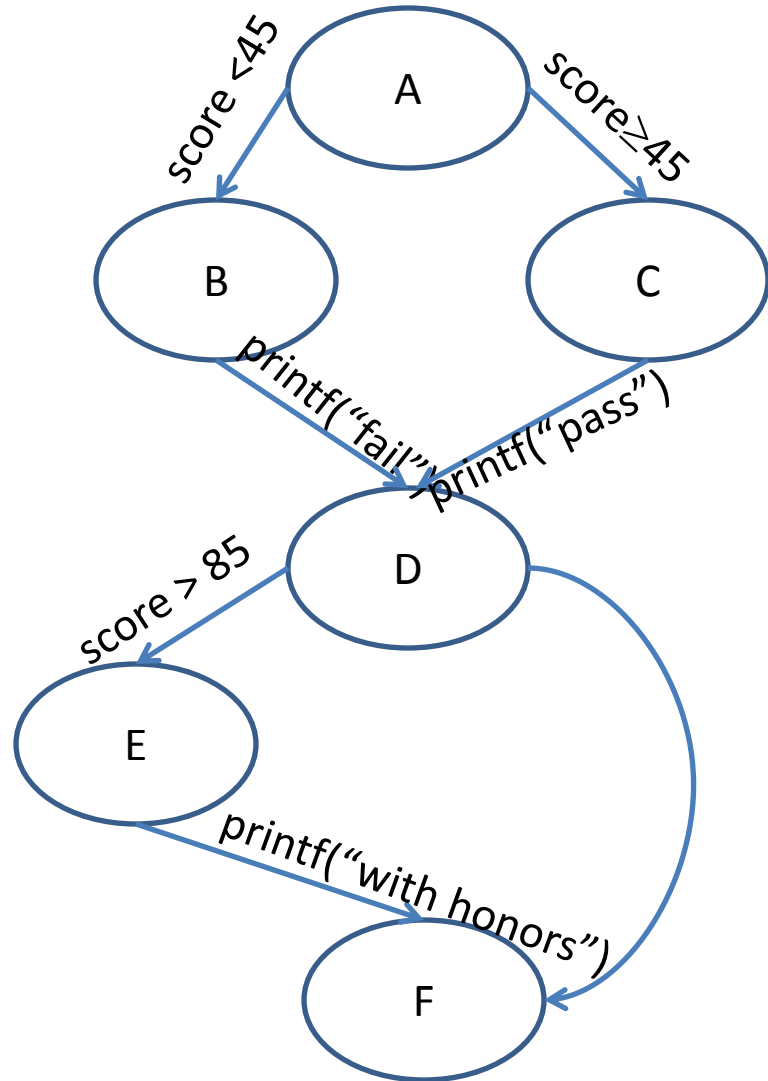 A
score <45
score≥45
B
C
printf(“fail”)
printf(“pass”)
D
score > 85
E
printf(“with honors”)
F